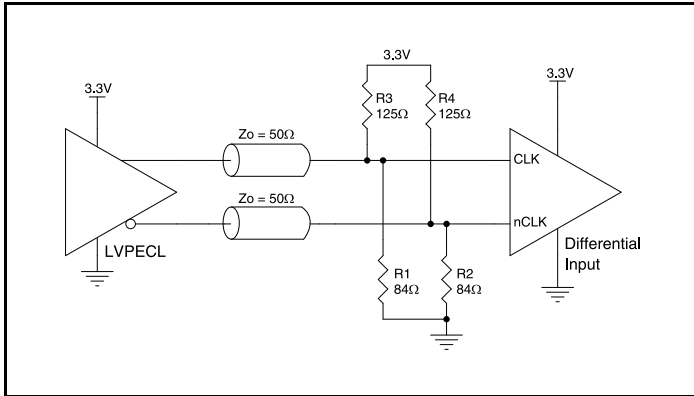 3.3V
3.3V
3.3V
R3
125Ω
R4
125Ω
Zo = 50Ω
CLK
Zo = 50Ω
nCLK
LVPECL
Differential
Input
R1
84Ω
R2
84Ω